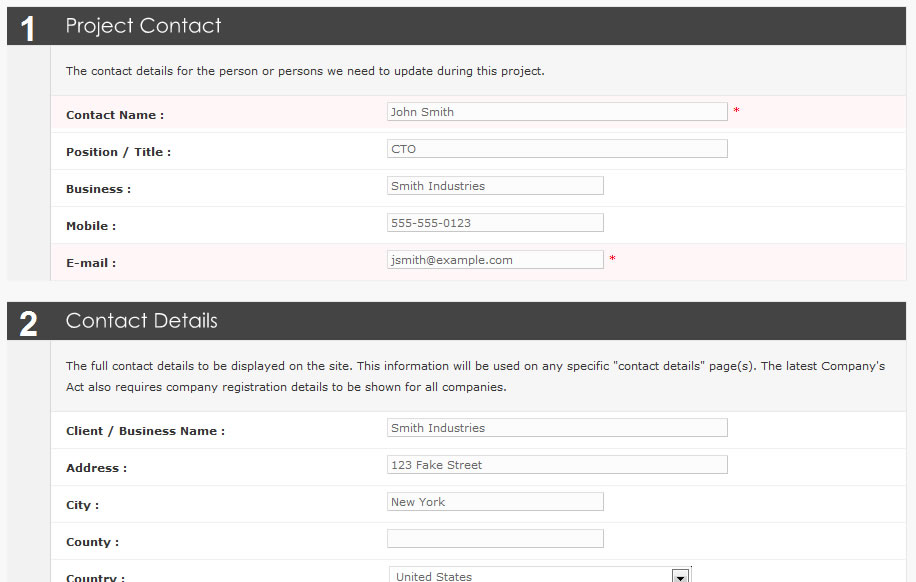 1 Project Contact
The contact details for the person or persons we need to update during this project.
Contact Name : John Smith *
Position / Title : CTO
Business : Smith Industries
Mobile : 555-555-0123
E-mail : jsmith@example.com *
2 Contact Details
The full contact details to be displayed on the site. This information will be used on any specific "contact details" page(s). The latest Company's
Act also requires company registration details to be shown for all companies.
Client / Business Name : Smith Industries
Address : 123 Fake Street
City : New York
County :
Country : United States